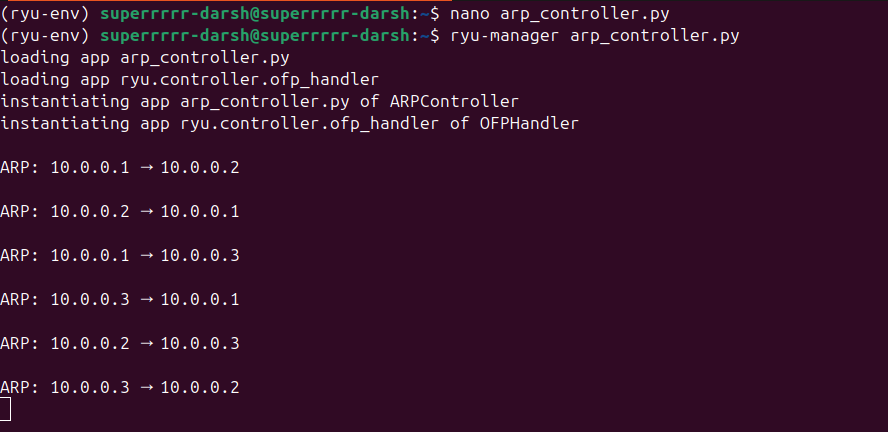 (ryu-env) superrrrr-darsh@superrrrr-darsh:~$ nano arp_controller.py
(ryu-env) superrrrr-darsh@superrrrr-darsh:~$ ryu-manager arp_controller.py
loading app arp_controller.py
loading app ryu.controller.ofp_handler
instantiating app arp_controller.py of ARPController
instantiating app ryu.controller.ofp_handler of OFPHandler
ARP: 10.0.0.1 → 10.0.0.2
ARP: 10.0.0.2 → 10.0.0.1
ARP: 10.0.0.1 → 10.0.0.3
ARP: 10.0.0.3 → 10.0.0.1
ARP: 10.0.0.2 → 10.0.0.3
ARP: 10.0.0.3 → 10.0.0.2